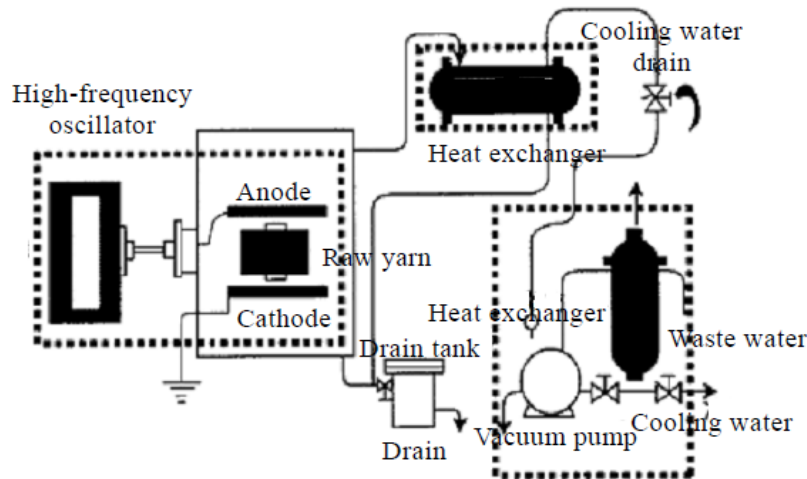 Cooling water
drain
High-frequency
oscillator
Heat exchanger
Anode
Raw yarn
Cathode
Heat exchanger
Waste water
Drain tank
Drain
Vacuum pump
Cooling water